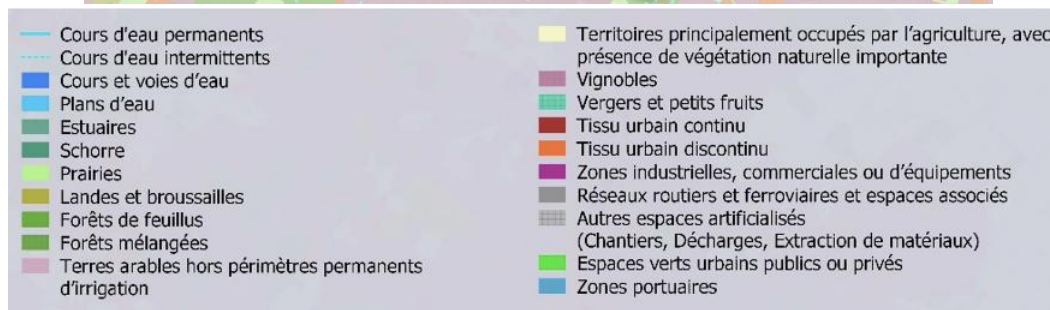 Cours d'eau permanents
Cours d'eau intermittents
Cours et voies d'eau
Plans d'eau
Estuaires
Schorre
Prairies
Landes et broussailles
Forêts de feuillus
Forêts mélangées
Terres arables hors périmètres permanents
d'irrigation
Territoires principalement occupés par l'agriculture, avec
présence de végétation naturelle importante
Vignobles
Vergers et petits fruits
Tissu urbain continu
Tissu urbain discontinu
Zones industrielles, commerciales ou d'équipements
Réseaux routiers et ferroviaires et espaces associés
Autres espaces artificialisés
(Chantiers, Décharges, Extraction de matériaux)
Espaces verts urbains publics ou privés
Zones portuaires